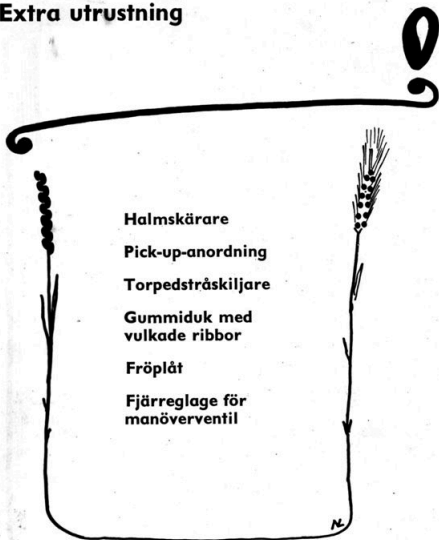 Extra utrustning
Halmskärare
Pick-up-anordning
Torpedstråskiljare
Gummiduk med
vulkade ribbor
Fröplåt
Fjärreglage för
manöverventil